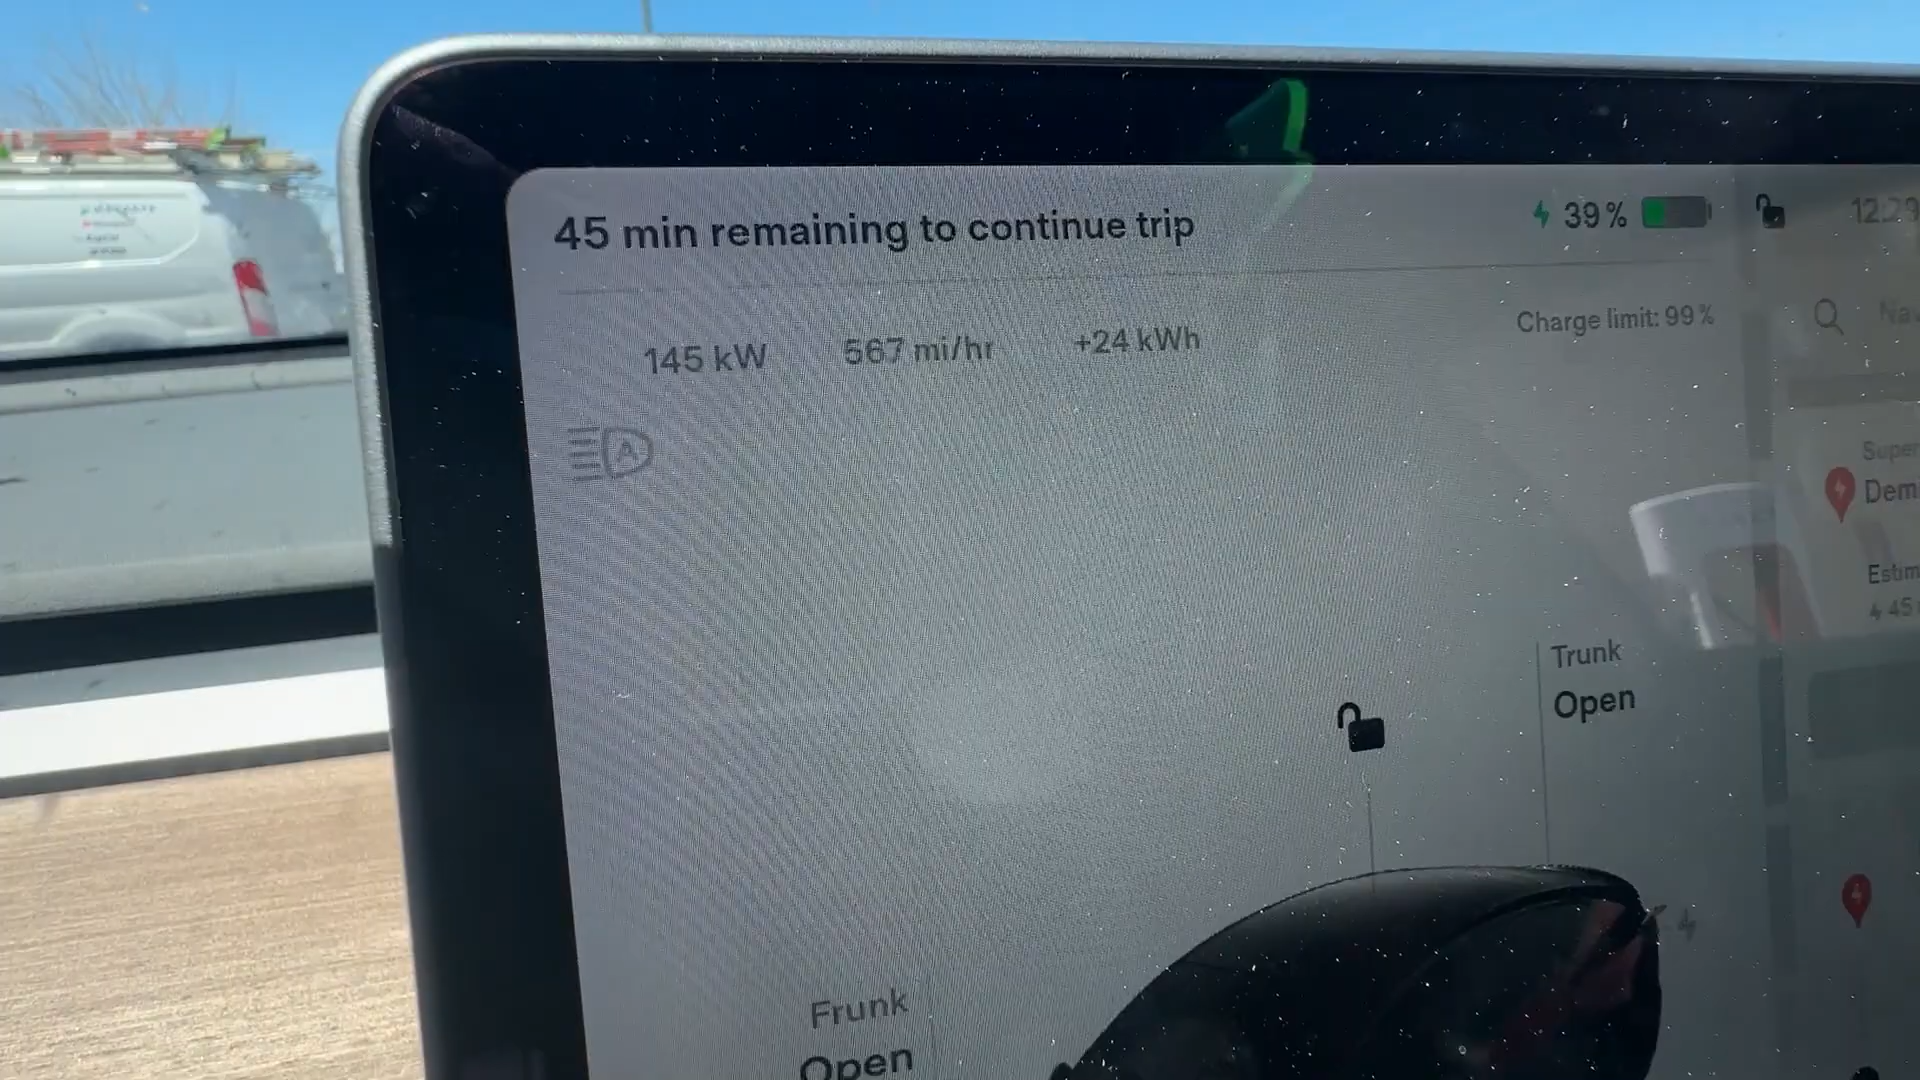 45 min remaining to continue trip
39%
145 kW
567 mi/hr
+24 kWh
Charge limit: 99%
A
Trunk
Open
Frunk
Open
45